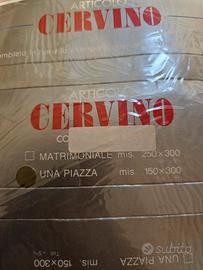 ARTICOLO
CERVINO
ARTICOLO
CERVINO
CO
MATRIMONIALE mis. 250×300
UNA PIAZZA mis. 150×300
UNA PIAZZA
mis. 150×300
subito